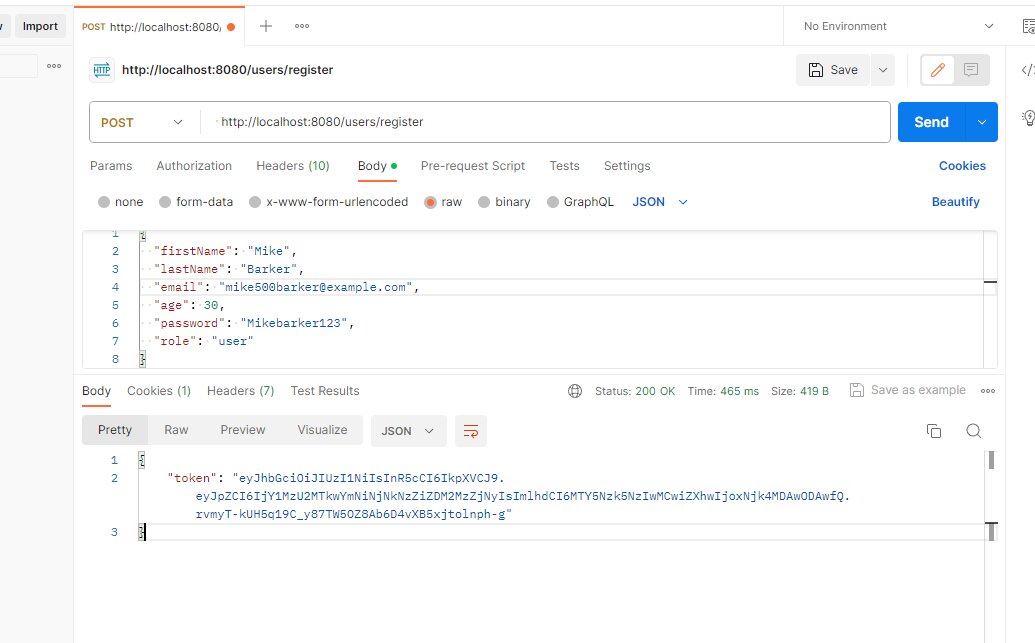 Import
POST http://localhost:8080/
No Environment
HTTP http://localhost:8080/users/register
Save
POST
http://localhost:8080/users/register
Send
Params Authorization Headers (10) Body Pre-request Script Tests Settings Cookies
none form-data x-www-form-urlencoded raw binary GraphQL JSON Beautify
1 {
2 "firstName": "Mike",
3 "lastName": "Barker",
4 "email": "mike500barker@example.com",
5 "age": 30,
6 "password": "Mikebarker123",
7 "role": "user"
8 }
Body Cookies (1) Headers (7) Test Results Status: 200 OK Time: 465 ms Size: 419 B Save as example
Pretty Raw Preview Visualize JSON
1 {
2 "token": "eyJhbGciOiJIUzI1NiIsInR5cCI6IkpXVCJ9.
eyJpZCI6IjY1MzU2MTkwYmNiNjNkNzZiZDM2MzZjNyIsImlhdCI6MTY5Nzk5NzIwMCwiZXhwIjoxNjk4MDAwODAwfQ.
rvmyT-kUH5q19C_y87TW5OZ8Ab6D4vXB5xjtolnph-g"
3 }